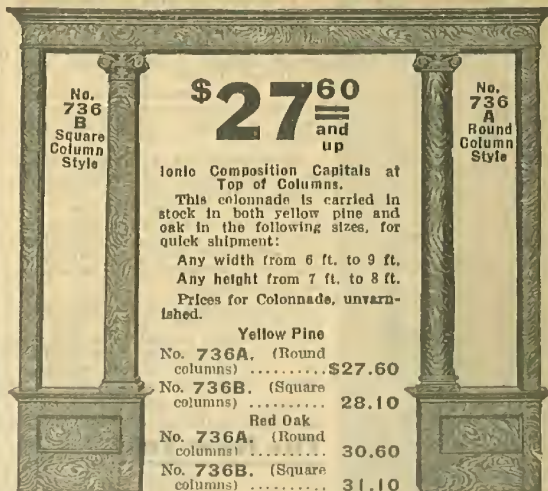 No.
736
B
Square
Column
Style
$27.60
and
up
No.
736
A
Round
Column
Style
Ionic Composition Capitals at
Top of Columns.
This colonnade is carried in
stock in both yellow pine and
oak in the following sizes, for
quick shipment:
Any width from 6 ft. to 9 ft.
Any height from 7 ft. to 8 ft.
Prices for Colonnade, unvarn-
ished.
Yellow Pine
No. 736A. (Round
columns) ..........$27.60
No. 736B. (Square
columns) .......... 28.10
Red Oak
No. 736A. (Round
columns) .......... 30.60
No. 736B. (Square
columns) .......... 31.10